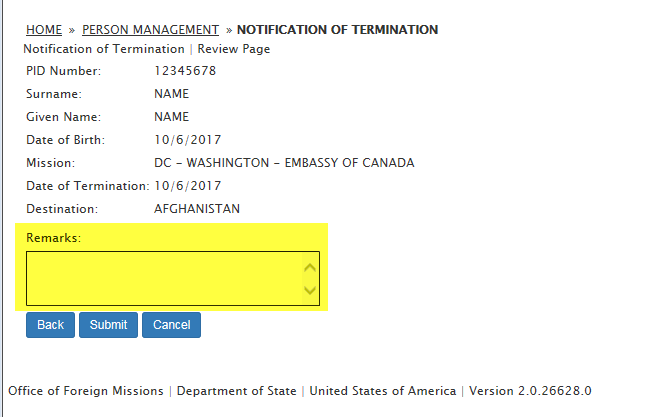 HOME » PERSON MANAGEMENT » NOTIFICATION OF TERMINATION
Notification of Termination | Review Page
PID Number: 12345678
Surname: NAME
Given Name: NAME
Date of Birth: 10/6/2017
Mission: DC - WASHINGTON - EMBASSY OF CANADA
Date of Termination: 10/6/2017
Destination: AFGHANISTAN
Remarks:
Back Submit Cancel
Office of Foreign Missions | Department of State | United States of America | Version 2.0.26628.0